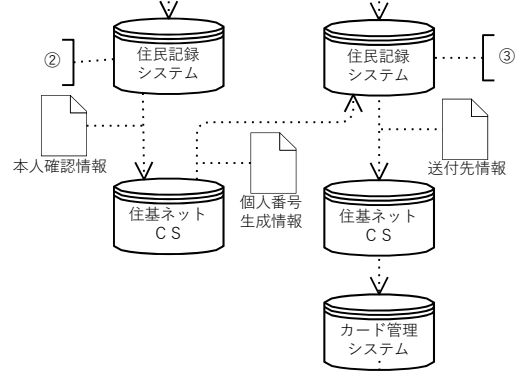 ②
住民記録
システム
本人確認情報
住基ネット
ＣＳ
個人番号
生成情報
住民記録
システム
③
送付先情報
住基ネット
ＣＳ
カード管理
システム